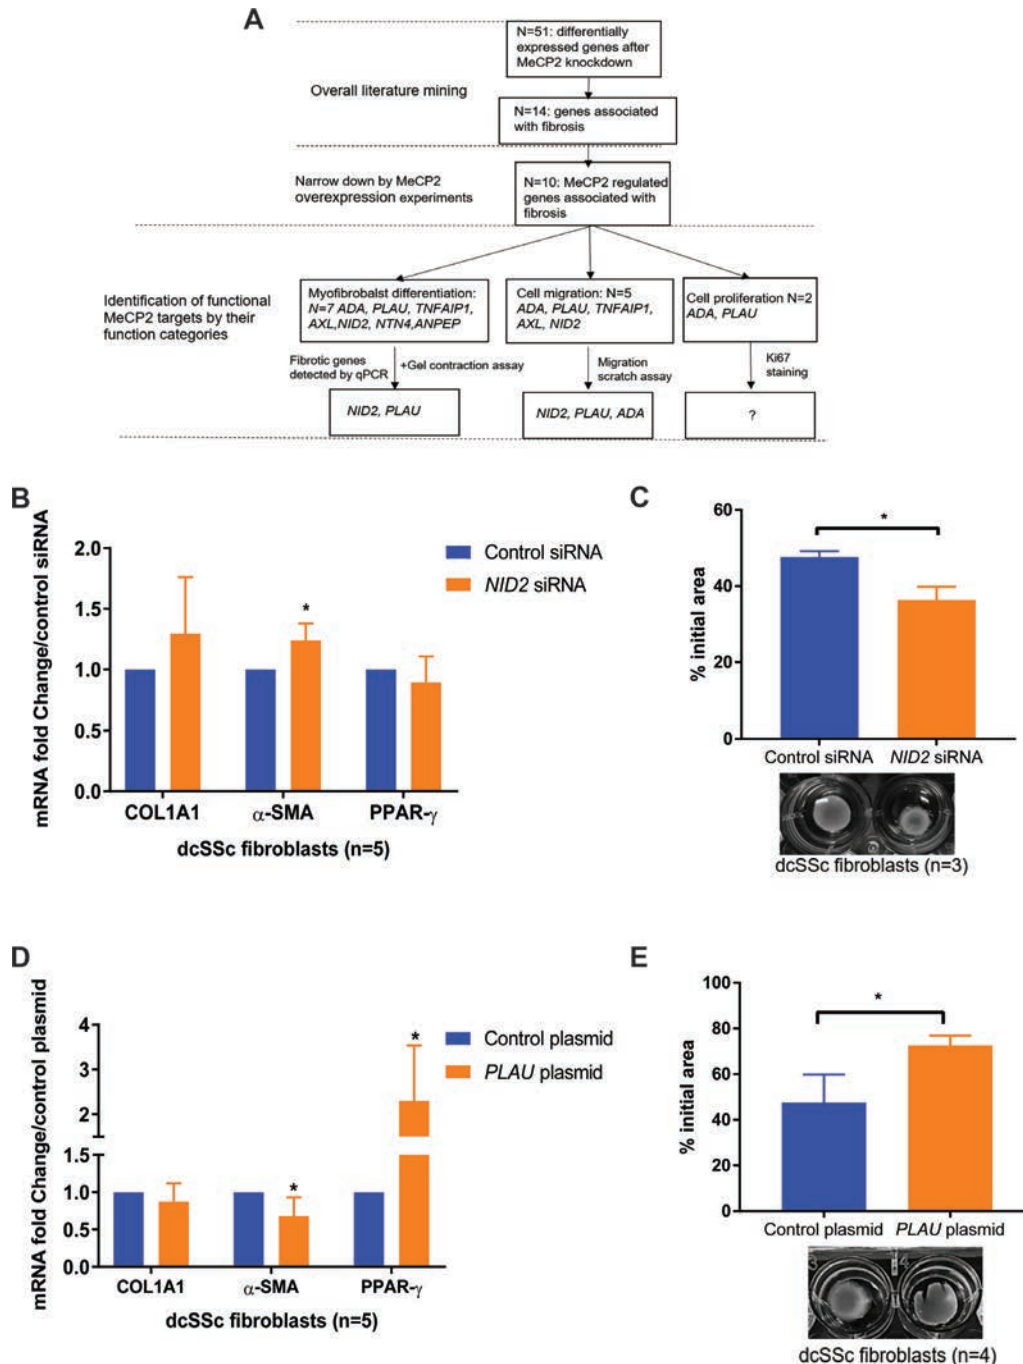 A
N=51: differentially
expressed genes after
MeCP2 knockdown
Overall literature mining
N=14: genes associated
with fibrosis
Narrow down by MeCP2
overexpression experiments
N=10: MeCP2 regulated
genes associated with
fibrosis
Identification of functional
MeCP2 targets by their
function categories
Myofibrobalst differentiation:
N=7 ADA, PLAU, TNFAIP1,
AXL,NID2, NTN4,ANPEP
Cell migration: N=5
ADA, PLAU, TNFAIP1,
AXL, NID2
Cell proliferation N=2
ADA, PLAU
Fibrotic genes
detected by qPCR
+Gel contraction assay
Migration
scratch assay
Ki67
staining
NID2, PLAU
NID2, PLAU, ADA
?
B
mRNA fold Change/control siRNA
2.0
1.5
1.0
0.5
0.0
*
Control siRNA
NID2 siRNA
COL1A1 α-SMA PPAR-γ
dcSSc fibroblasts (n=5)
C
% initial area
60
40
20
0
*
Control siRNA NID2 siRNA
dcSSc fibroblasts (n=3)
D
mRNA fold Change/control plasmid
4
3
2
1.5
1.0
0.5
0.0
*
*
Control plasmid
PLAU plasmid
COL1A1 α-SMA PPAR-γ
dcSSc fibroblasts (n=5)
E
% initial area
100
80
60
40
20
0
*
Control plasmid PLAU plasmid
3
4
dcSSc fibroblasts (n=4)